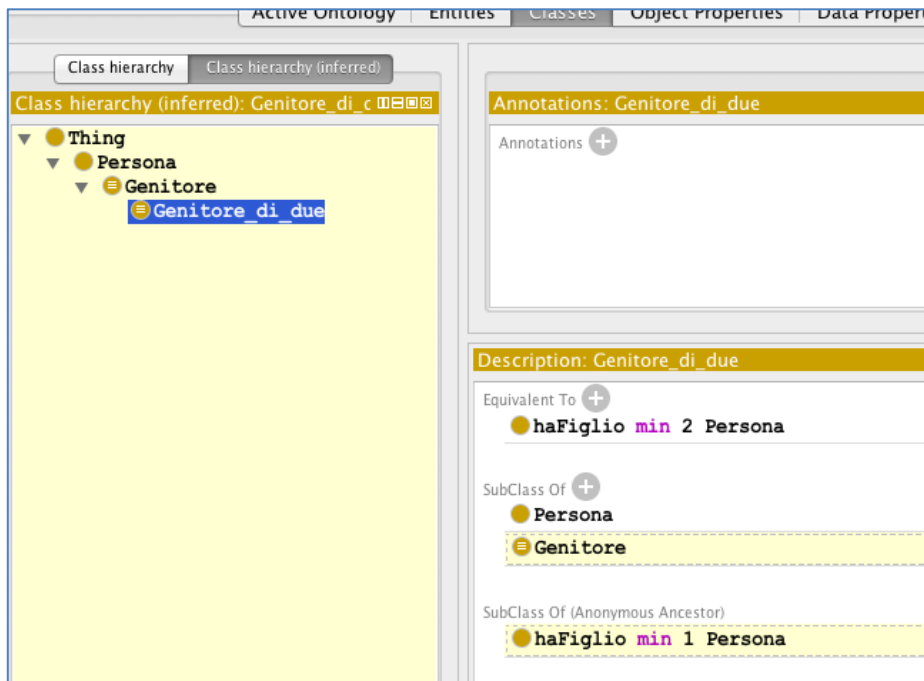 Active Ontology Entities Classes Object Properties Data Proper
Class hierarchy Class hierarchy (inferred)
Class hierarchy (inferred): Genitore_di_c
Thing
Persona
Genitore
Genitore_di_due
Annotations: Genitore_di_due
Annotations
Description: Genitore_di_due
Equivalent To
haFiglio min 2 Persona
SubClass Of
Persona
Genitore
SubClass Of (Anonymous Ancestor)
haFiglio min 1 Persona